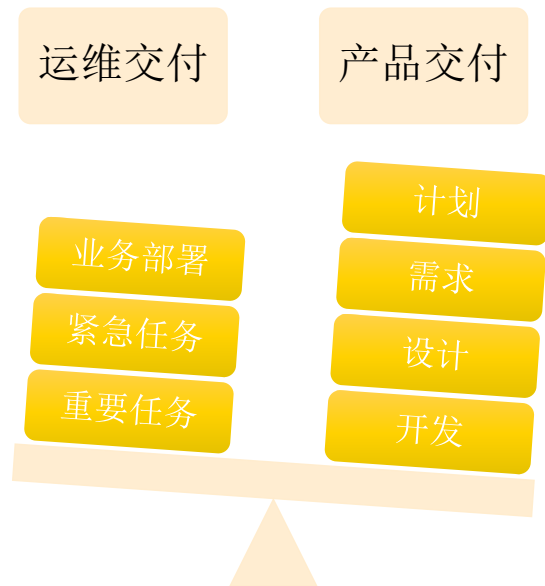 运维交付
产品交付
业务部署
紧急任务
重要任务
计划
需求
设计
开发